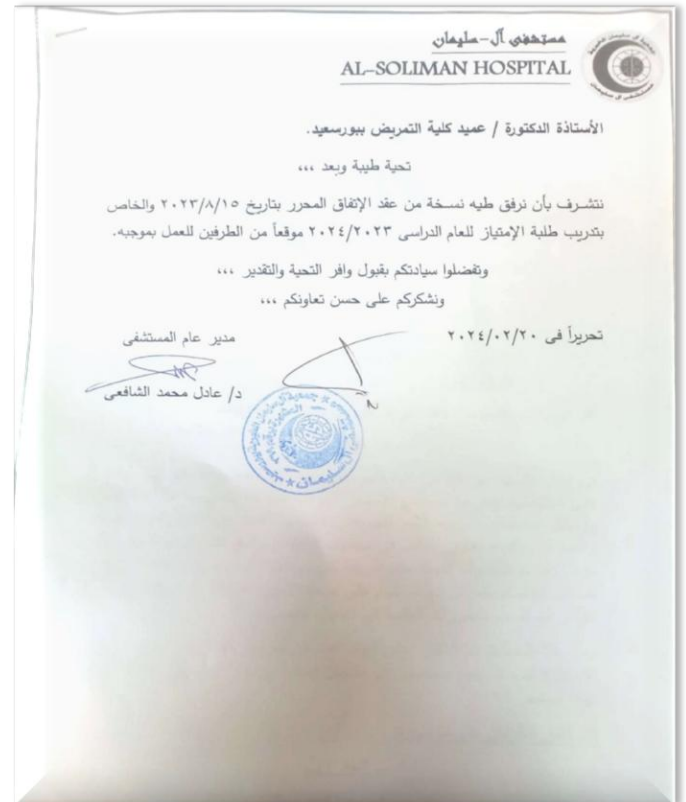 مستشفى آل-سليمان
AL-SOLIMAN HOSPITAL
الأستاذة الدكتورة / عميد كلية التمريض ببورسعيد.
تحية طيبة وبعد ،،،
نتشرف بأن نرفق طيه نسخة من عقد الإتفاق المحرر بتاريخ ٢٠٢٣/٨/١٥ والخاص
بتدريب طلبة الإمتياز للعام الدراسى ٢٠٢٤/٢٠٢٣ موقعاً من الطرفين للعمل بموجبه.
وتفضلوا سيادتكم بقبول وافر التحية والتقدير ،،،
ونشكركم على حسن تعاونكم ،،،
تحريراً فى ٢٠٢٤/٠٢/٢٠
مدير عام المستشفى
د/ عادل محمد الشافعى